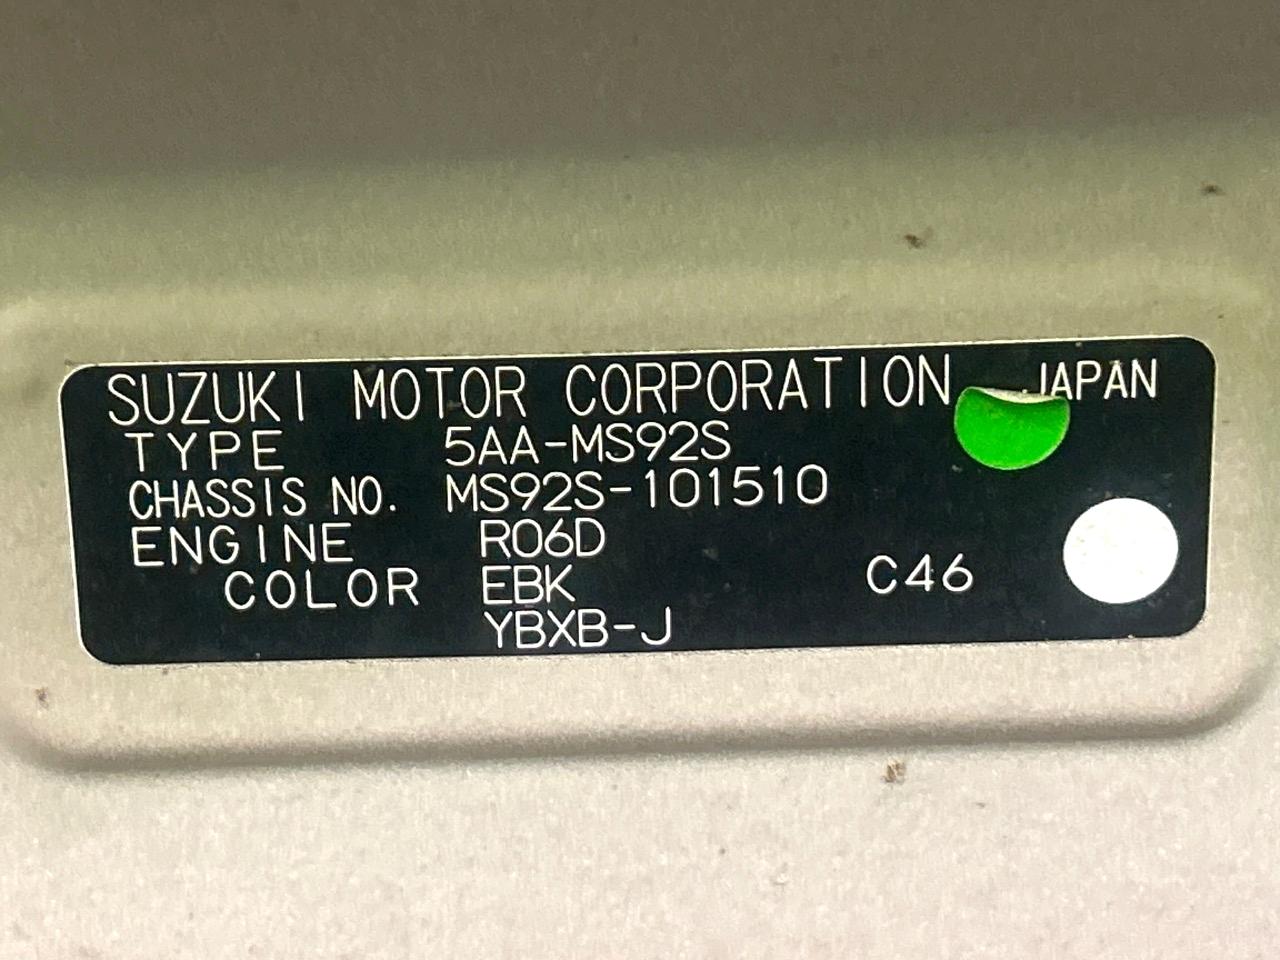 SUZUKI MOTOR CORPORATION JAPAN
TYPE 5AA-MS92S
CHASSIS NO. MS92S-101510
ENGINE R06D
COLOR EBK C46
YBXB-J